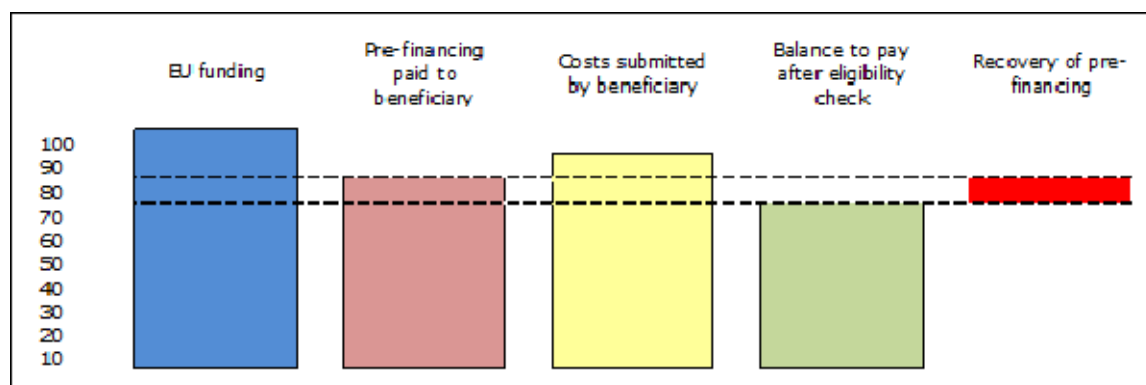 EU funding
Pre-financing
paid to
beneficiary
Costs submitted
by beneficiary
Balance to pay
after eligibility
check
Recovery of pre-
financing
100
90
80
70
60
50
40
30
20
10